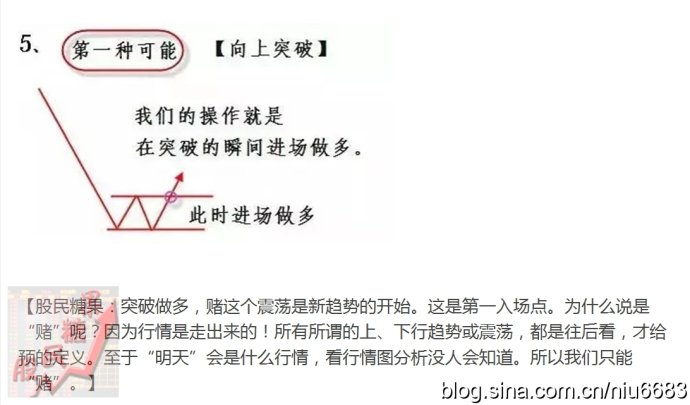 5、 第一种可能 【向上突破】
我们的操作就是
在突破的瞬间进场做多。
此时进场做多
【股民糖果：突破做多，赌这个震荡是新趋势的开始。这是第一入场点。为什么说是
“赌”呢？因为行情是走出来的！所有所谓的上、下行趋势或震荡，都是往后看，才给
预的定义。至于“明天”会是什么行情，看行情图分析没人会知道。所以我们只能
“赌”。】
股民糖果
blog.sina.com.cn/niu6683